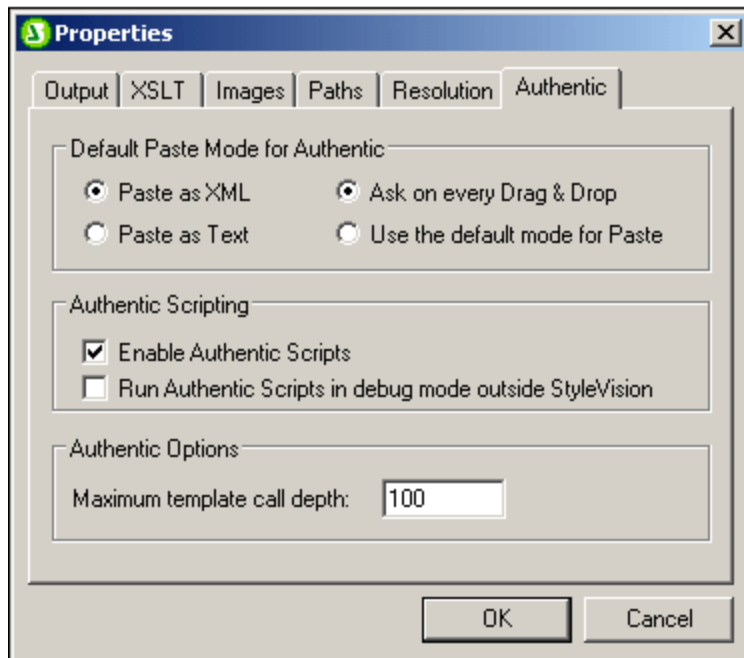 Properties
Output XSLT Images Paths Resolution Authentic
Default Paste Mode for Authentic
Paste as XML Ask on every Drag & Drop
Paste as Text Use the default mode for Paste
Authentic Scripting
Enable Authentic Scripts
Run Authentic Scripts in debug mode outside StyleVision
Authentic Options
Maximum template call depth: 100
OK Cancel